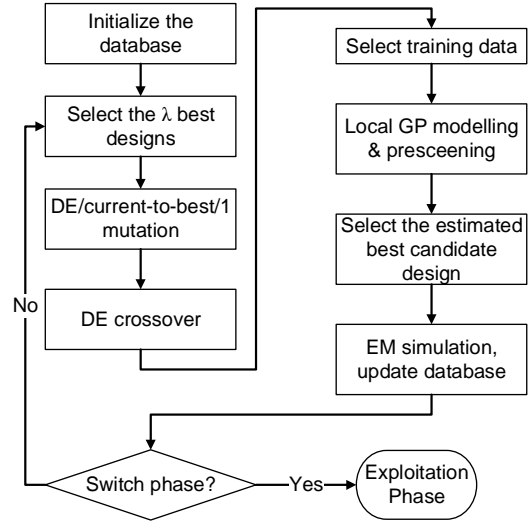 Initialize the
database
Select the λ best
designs
DE/current-to-best/1
mutation
DE crossover
Select training data
Local GP modelling
& presceening
Select the estimated
best candidate
design
EM simulation,
update database
Switch phase?
No
Yes
Exploitation
Phase